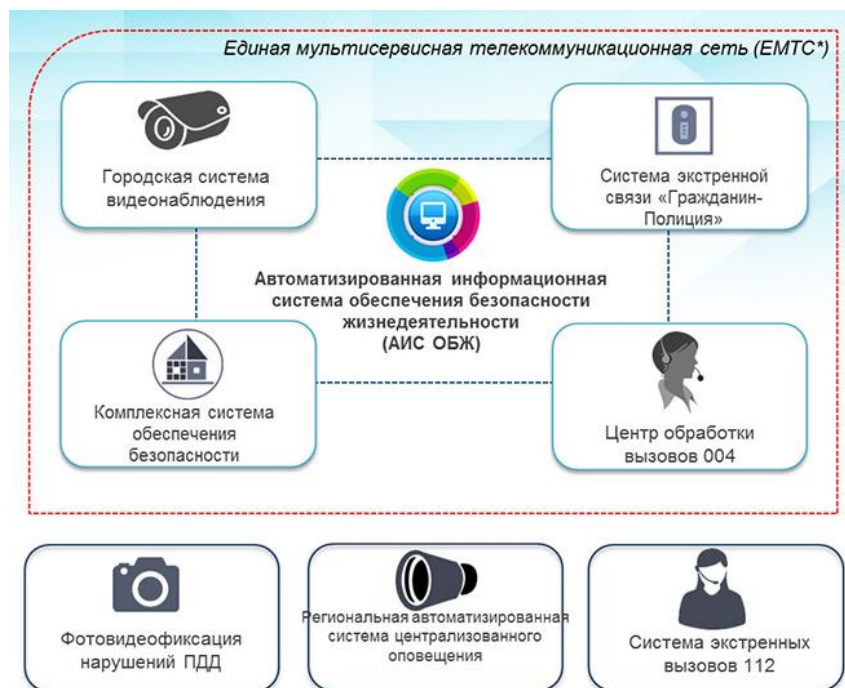 Единая мультисервисная телекоммуникационная сеть (ЕМТС*)
Городская система
видеонаблюдения
Система экстренной
связи «Гражданин-
Полиция»
Автоматизированная информационная
система обеспечения безопасности
жизнедеятельности
(АИС ОБЖ)
Комплексная система
обеспечения
безопасности
Центр обработки
вызовов 004
Фотовидеофиксация
нарушений ПДД
Региональная автоматизированная
система централизованного
оповещения
Система экстренных
вызовов 112